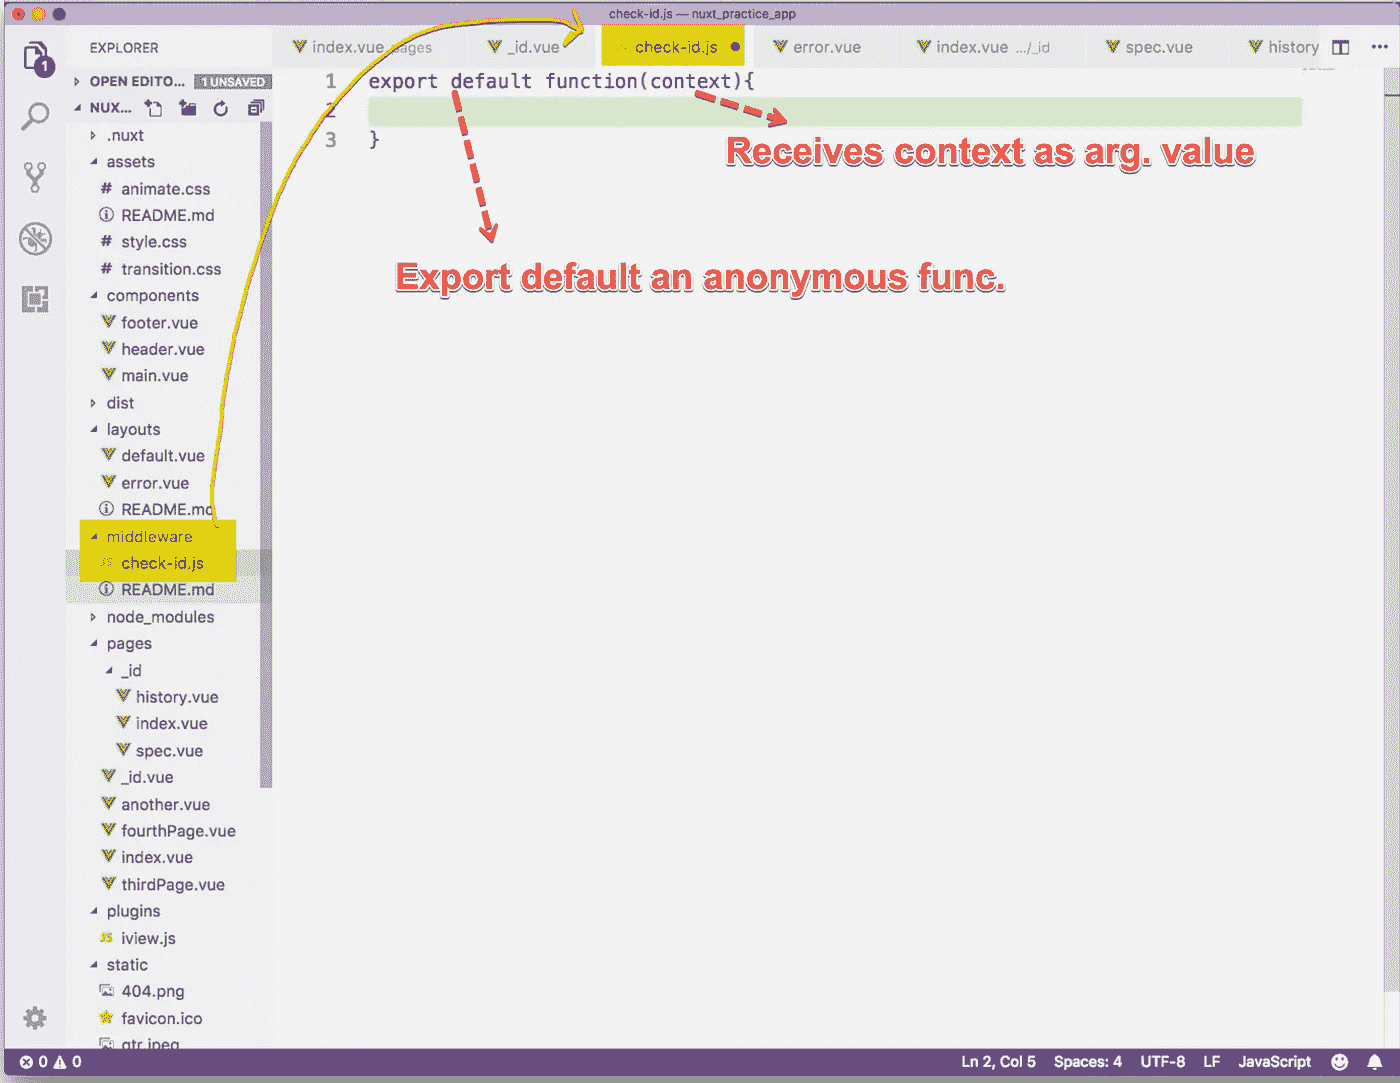 check-id.js — nuxt_practice_app
EXPLORER
index.vue pages
_id.vue
check-id.js
error.vue
index.vue .../_id
spec.vue
history
OPEN EDITO... 1 UNSAVED
NUX...
.nuxt
assets
animate.css
README.md
style.css
transition.css
components
footer.vue
header.vue
main.vue
dist
layouts
default.vue
error.vue
README.md
middleware
JS check-id.js
README.md
node_modules
pages
_id
history.vue
index.vue
spec.vue
_id.vue
another.vue
fourthPage.vue
index.vue
thirdPage.vue
plugins
JS iview.js
static
404.png
favicon.ico
gtr.jpeg
1 export default function(context){
2
3 }
Receives context as arg. value
Export default an anonymous func.
1
0 0
Ln 2, Col 5 Spaces: 4 UTF-8 LF JavaScript